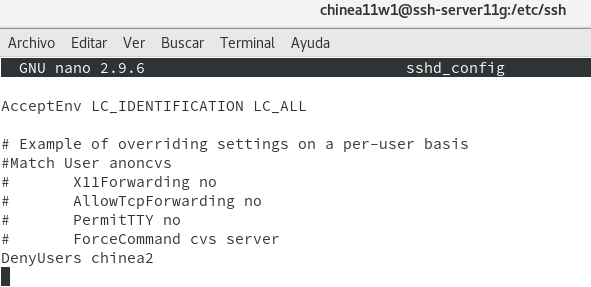 chinea11w1@ssh-server11g:/etc/ssh
Archivo Editar Ver Buscar Terminal Ayuda
GNU nano 2.9.6 sshd_config
AcceptEnv LC_IDENTIFICATION LC_ALL
# Example of overriding settings on a per-user basis
#Match User anoncvs
# X11Forwarding no
# AllowTcpForwarding no
# PermitTTY no
# ForceCommand cvs server
DenyUsers chinea2